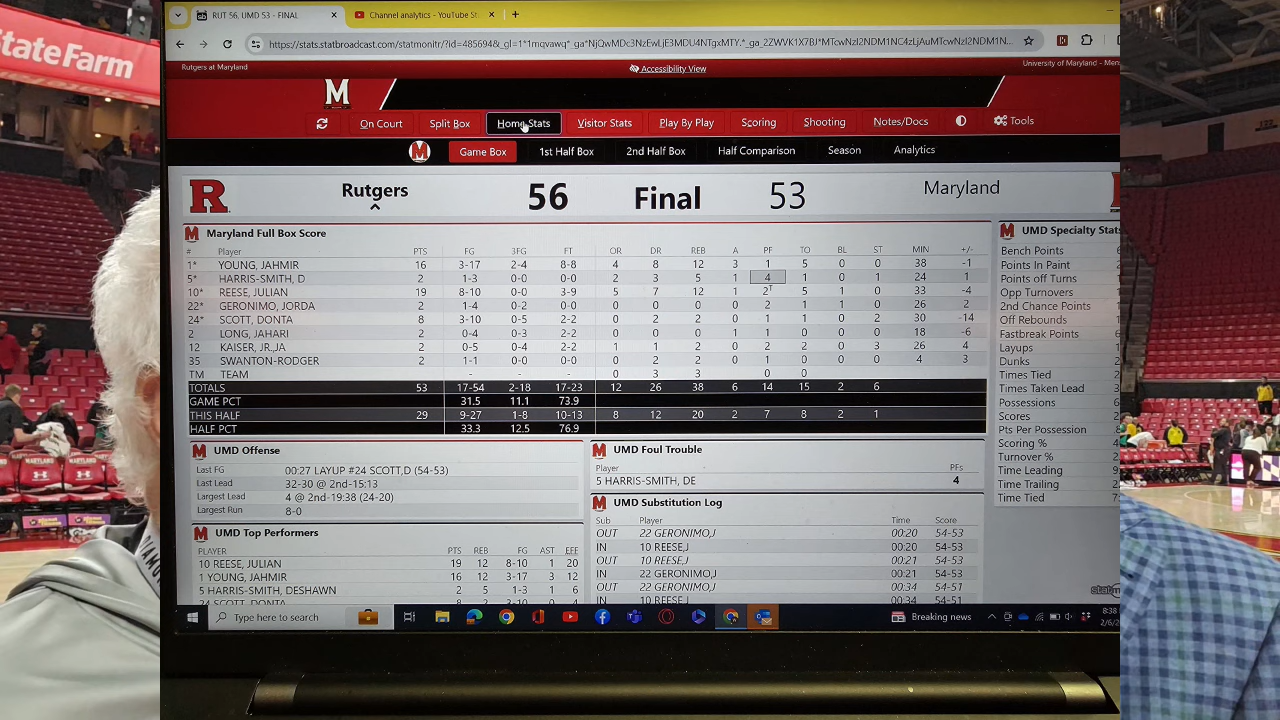 State Farm
RUT 56, UMD 53 - FINAL
Channel analytics - YouTube St
Rutgers at Maryland
Accessibility View
University of Maryland - Men
M
On Court Split Box Home Stats Visitor Stats Play By Play Scoring Shooting Notes/Docs Tools
M Game Box 1st Half Box 2nd Half Box Half Comparison Season Analytics
R Rutgers 56 Final 53 Maryland
Maryland Full Box Score
# Player PTS FG 3FG FT OR DR REB A PF TO BL ST MIN +/-
1* YOUNG, JAHMIR 16 3-17 2-4 8-8 4 8 12 3 1 5 0 0 38 -1
5* HARRIS-SMITH, D 2 1-3 0-0 0-0 2 3 5 1 4 1 0 1 24 1
10* REESE, JULIAN 19 8-10 0-0 3-9 5 7 12 1 2T 5 1 0 33 -4
22* GERONIMO, JORDA 2 1-4 0-2 0-0 0 2 2 0 2 1 1 0 26 2
24* SCOTT, DONTA 8 3-10 0-5 2-2 0 2 2 0 1 1 0 2 30 -14
2 LONG, JAHARI 2 0-4 0-3 2-2 0 0 0 1 1 0 0 0 18 -6
12 KAISER, JR.,JA 2 0-5 0-4 2-2 1 1 2 0 2 2 0 3 26 4
35 SWANTON-RODGER 2 1-1 0-0 0-0 0 2 2 0 1 0 0 0 4 3
TM TEAM - - - 0 3 3 - 0 0
TOTALS 53 17-54 2-18 17-23 12 26 38 6 14 15 2 6
GAME PCT 31.5 11.1 73.9
THIS HALF 29 9-27 1-8 10-13 8 12 20 2 7 8 2 1
HALF PCT 33.3 12.5 76.9
UMD Specialty Stats
Bench Points
Points in Paint
Points off Turns
Opp Turnovers
2nd Chance Points
Off Rebounds
Fastbreak Points
Layups
Dunks
Times Tied
Times Taken Lead
Possessions
Scores
Pts Per Possession
Scoring %
Turnover %
Time Leading
Time Trailing
Time Tied
UMD Offense
Last FG 00:27 LAYUP #24 SCOTT,D (54-53)
Last Lead 32-30 @ 2nd-15:13
Largest Lead 4 @ 2nd-19:38 (24-20)
Largest Run 8-0
UMD Foul Trouble
Player PFs
5 HARRIS-SMITH, DE 4
UMD Substitution Log
Sub Player Time Score
OUT 22 GERONIMO,J 00:20 54-53
IN 10 REESE,J 00:20 54-53
OUT 10 REESE,J 00:21 54-53
IN 22 GERONIMO,J 00:21 54-53
OUT 22 GERONIMO,J 00:34 54-51
IN 10 REESE,J 00:34 54-51
UMD Top Performers
PLAYER PTS REB FG AST EFF
10 REESE, JULIAN 19 12 8-10 1 20
1 YOUNG, JAHMIR 16 12 3-17 3 12
5 HARRIS-SMITH, DESHAWN 2 5 1-3 1 6
24 SCOTT, DONTA
Type here to search
Breaking news
8:38
2/6/20
MARYLAND